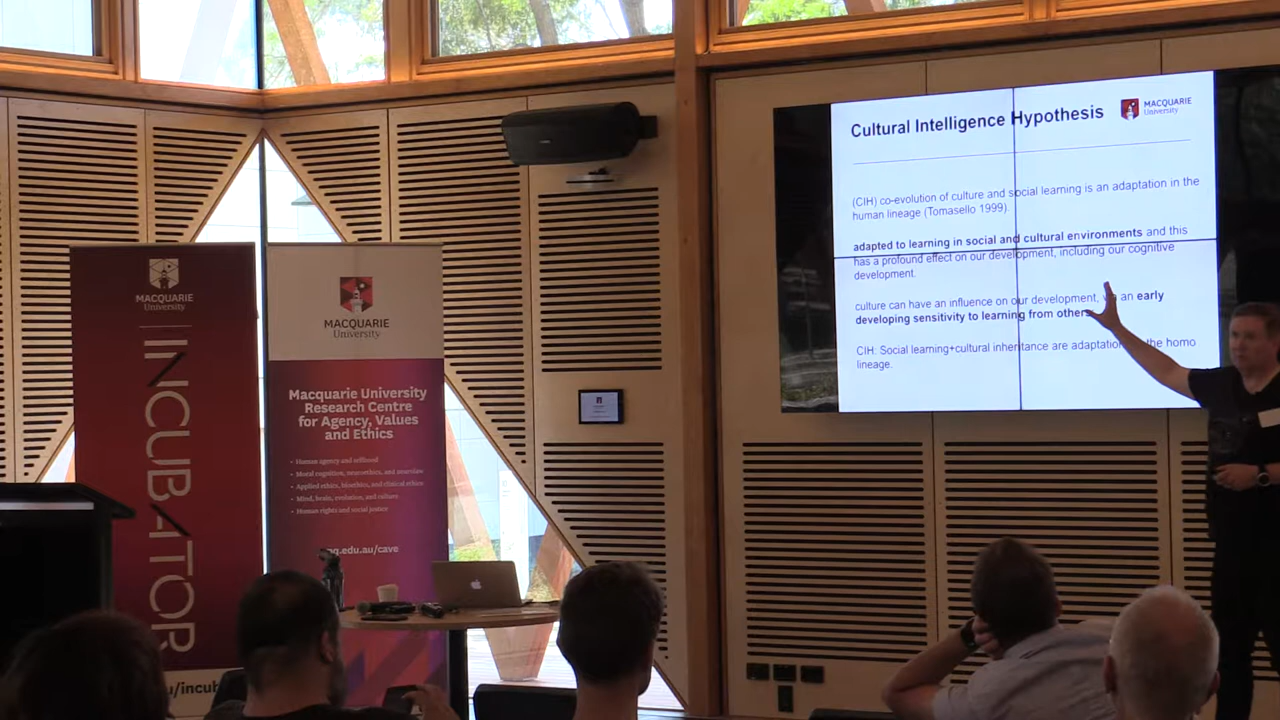 Cultural Intelligence Hypothesis
MACQUARIE
University
(CIH) co-evolution of culture and social learning is an adaptation in the
human lineage (Tomasello 1999).
adapted to learning in social and cultural environments and this
has a profound effect on our development, including our cognitive
development.
culture can have an influence on our development, via an early
developing sensitivity to learning from others
CIH: Social learning+cultural inheritance are adaptation the homo
lineage.
MACQUARIE
University
INCUBATOR
MACQUARIE
University
Macquarie University
Research Centre
for Agency, Values
and Ethics
• Human agency and selfhood
• Moral cognition, neuroethics, and neurolaw
• Applied ethics, bioethics and clinical ethics
• Mind, brain, evolution, and culture
• Human rights and social justice
mq.edu.au/cave
u/incub